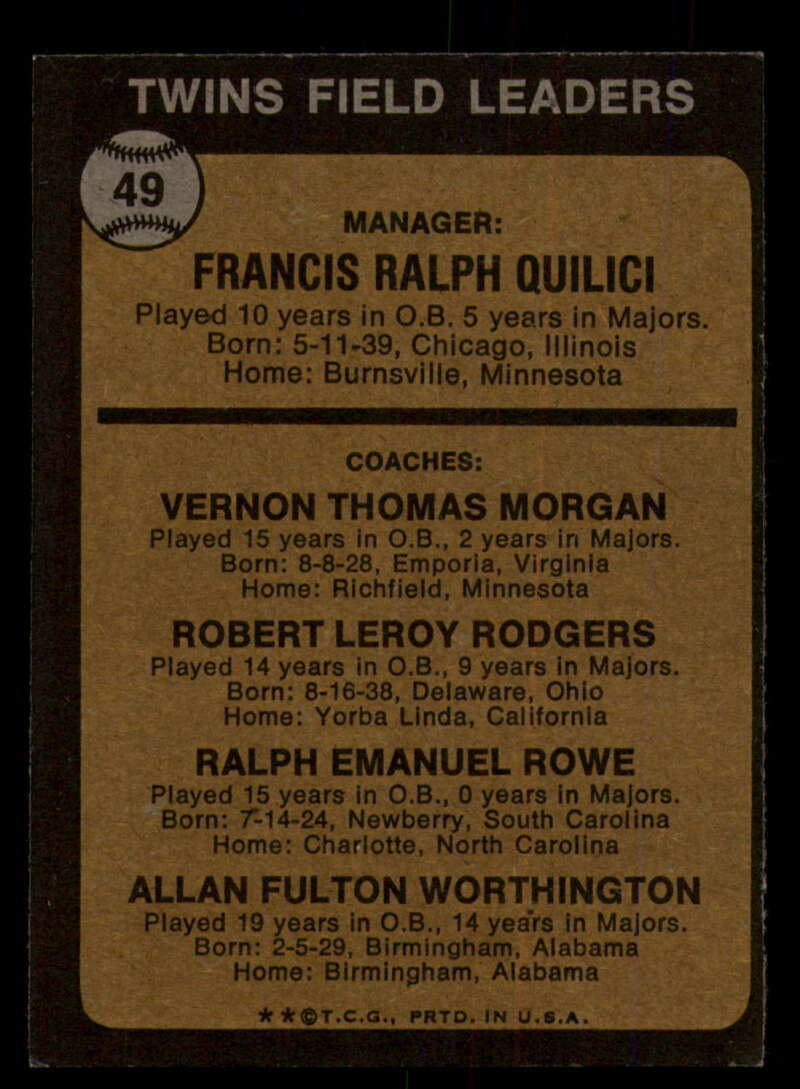 TWINS FIELD LEADERS
49
MANAGER:
FRANCIS RALPH QUILICI
Played 10 years in O.B. 5 years in Majors.
Born: 5-11-39, Chicago, Illinois
Home: Burnsville, Minnesota
COACHES:
VERNON THOMAS MORGAN
Played 15 years in O.B., 2 years in Majors.
Born: 8-8-28, Emporia, Virginia
Home: Richfield, Minnesota
ROBERT LEROY RODGERS
Played 14 years in O.B., 9 years in Majors.
Born: 8-16-38, Delaware, Ohio
Home: Yorba Linda, California
RALPH EMANUEL ROWE
Played 15 years in O.B., 0 years in Majors.
Born: 7-14-24, Newberry, South Carolina
Home: Charlotte, North Carolina
ALLAN FULTON WORTHINGTON
Played 19 years in O.B., 14 years in Majors.
Born: 2-5-29, Birmingham, Alabama
Home: Birmingham, Alabama
★★©T.C.G., PRTD. IN U.S.A.